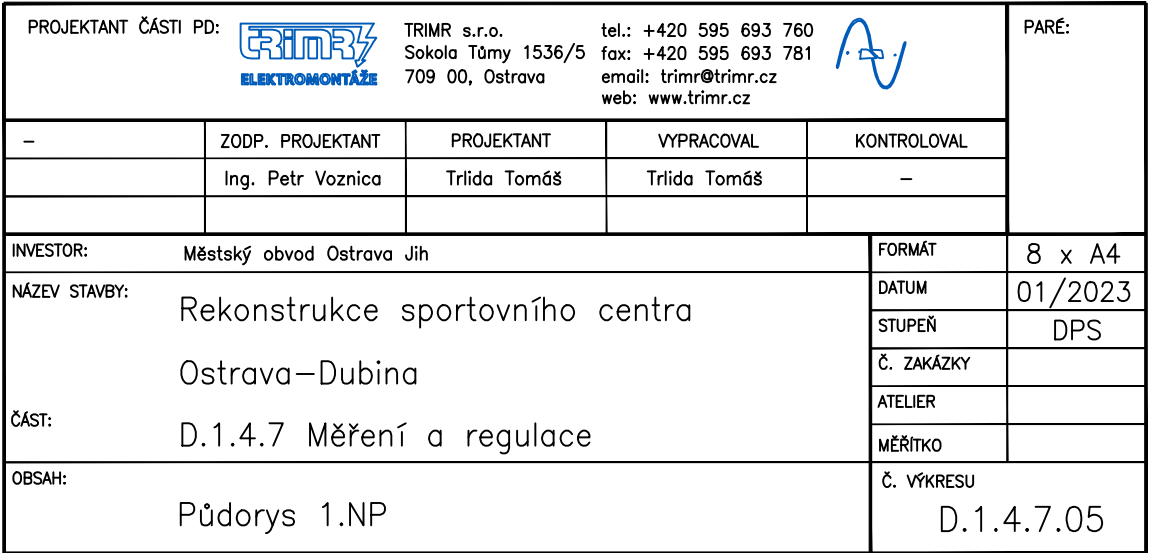 PROJEKTANT ČÁSTI PD:
TRIMR
ELEKTROMONTÁŽE
TRIMR s.r.o.
Sokola Tůmy 1536/5
709 00, Ostrava
tel.: +420 595 693 760
fax: +420 595 693 781
email: trimr@trimr.cz
web: www.trimr.cz
PARÉ:
– ZODP. PROJEKTANT PROJEKTANT VYPRACOVAL KONTROLOVAL
Ing. Petr Voznica Trlida Tomáš Trlida Tomáš –
INVESTOR: Městský obvod Ostrava Jih
NÁZEV STAVBY: Rekonstrukce sportovního centra
Ostrava–Dubina
ČÁST: D.1.4.7 Měření a regulace
OBSAH: Půdorys 1.NP
FORMÁT 8 x A4
DATUM 01/2023
STUPEŇ DPS
Č. ZAKÁZKY
ATELIER
MĚŘÍTKO
Č. VÝKRESU
D.1.4.7.05